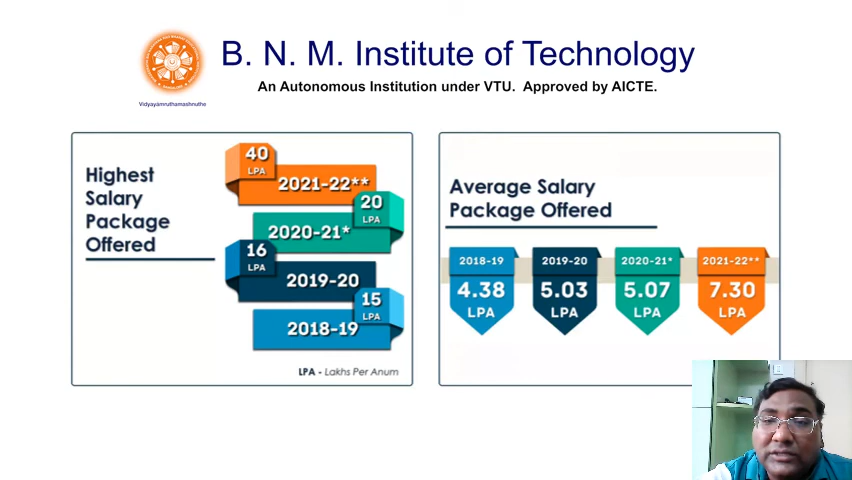 B. N. M. Institute of Technology
An Autonomous Institution under VTU. Approved by AICTE.
Vidyayāmruthamashnuthe
Highest
Salary
Package
Offered
40
LPA
2021-22**
20
LPA
2020-21*
16
LPA
2019-20
15
LPA
2018-19
LPA - Lakhs Per Anum
Average Salary
Package Offered
2018-19 2019-20 2020-21* 2021-22**
4.38 5.03 5.07 7.30
LPA LPA LPA LPA